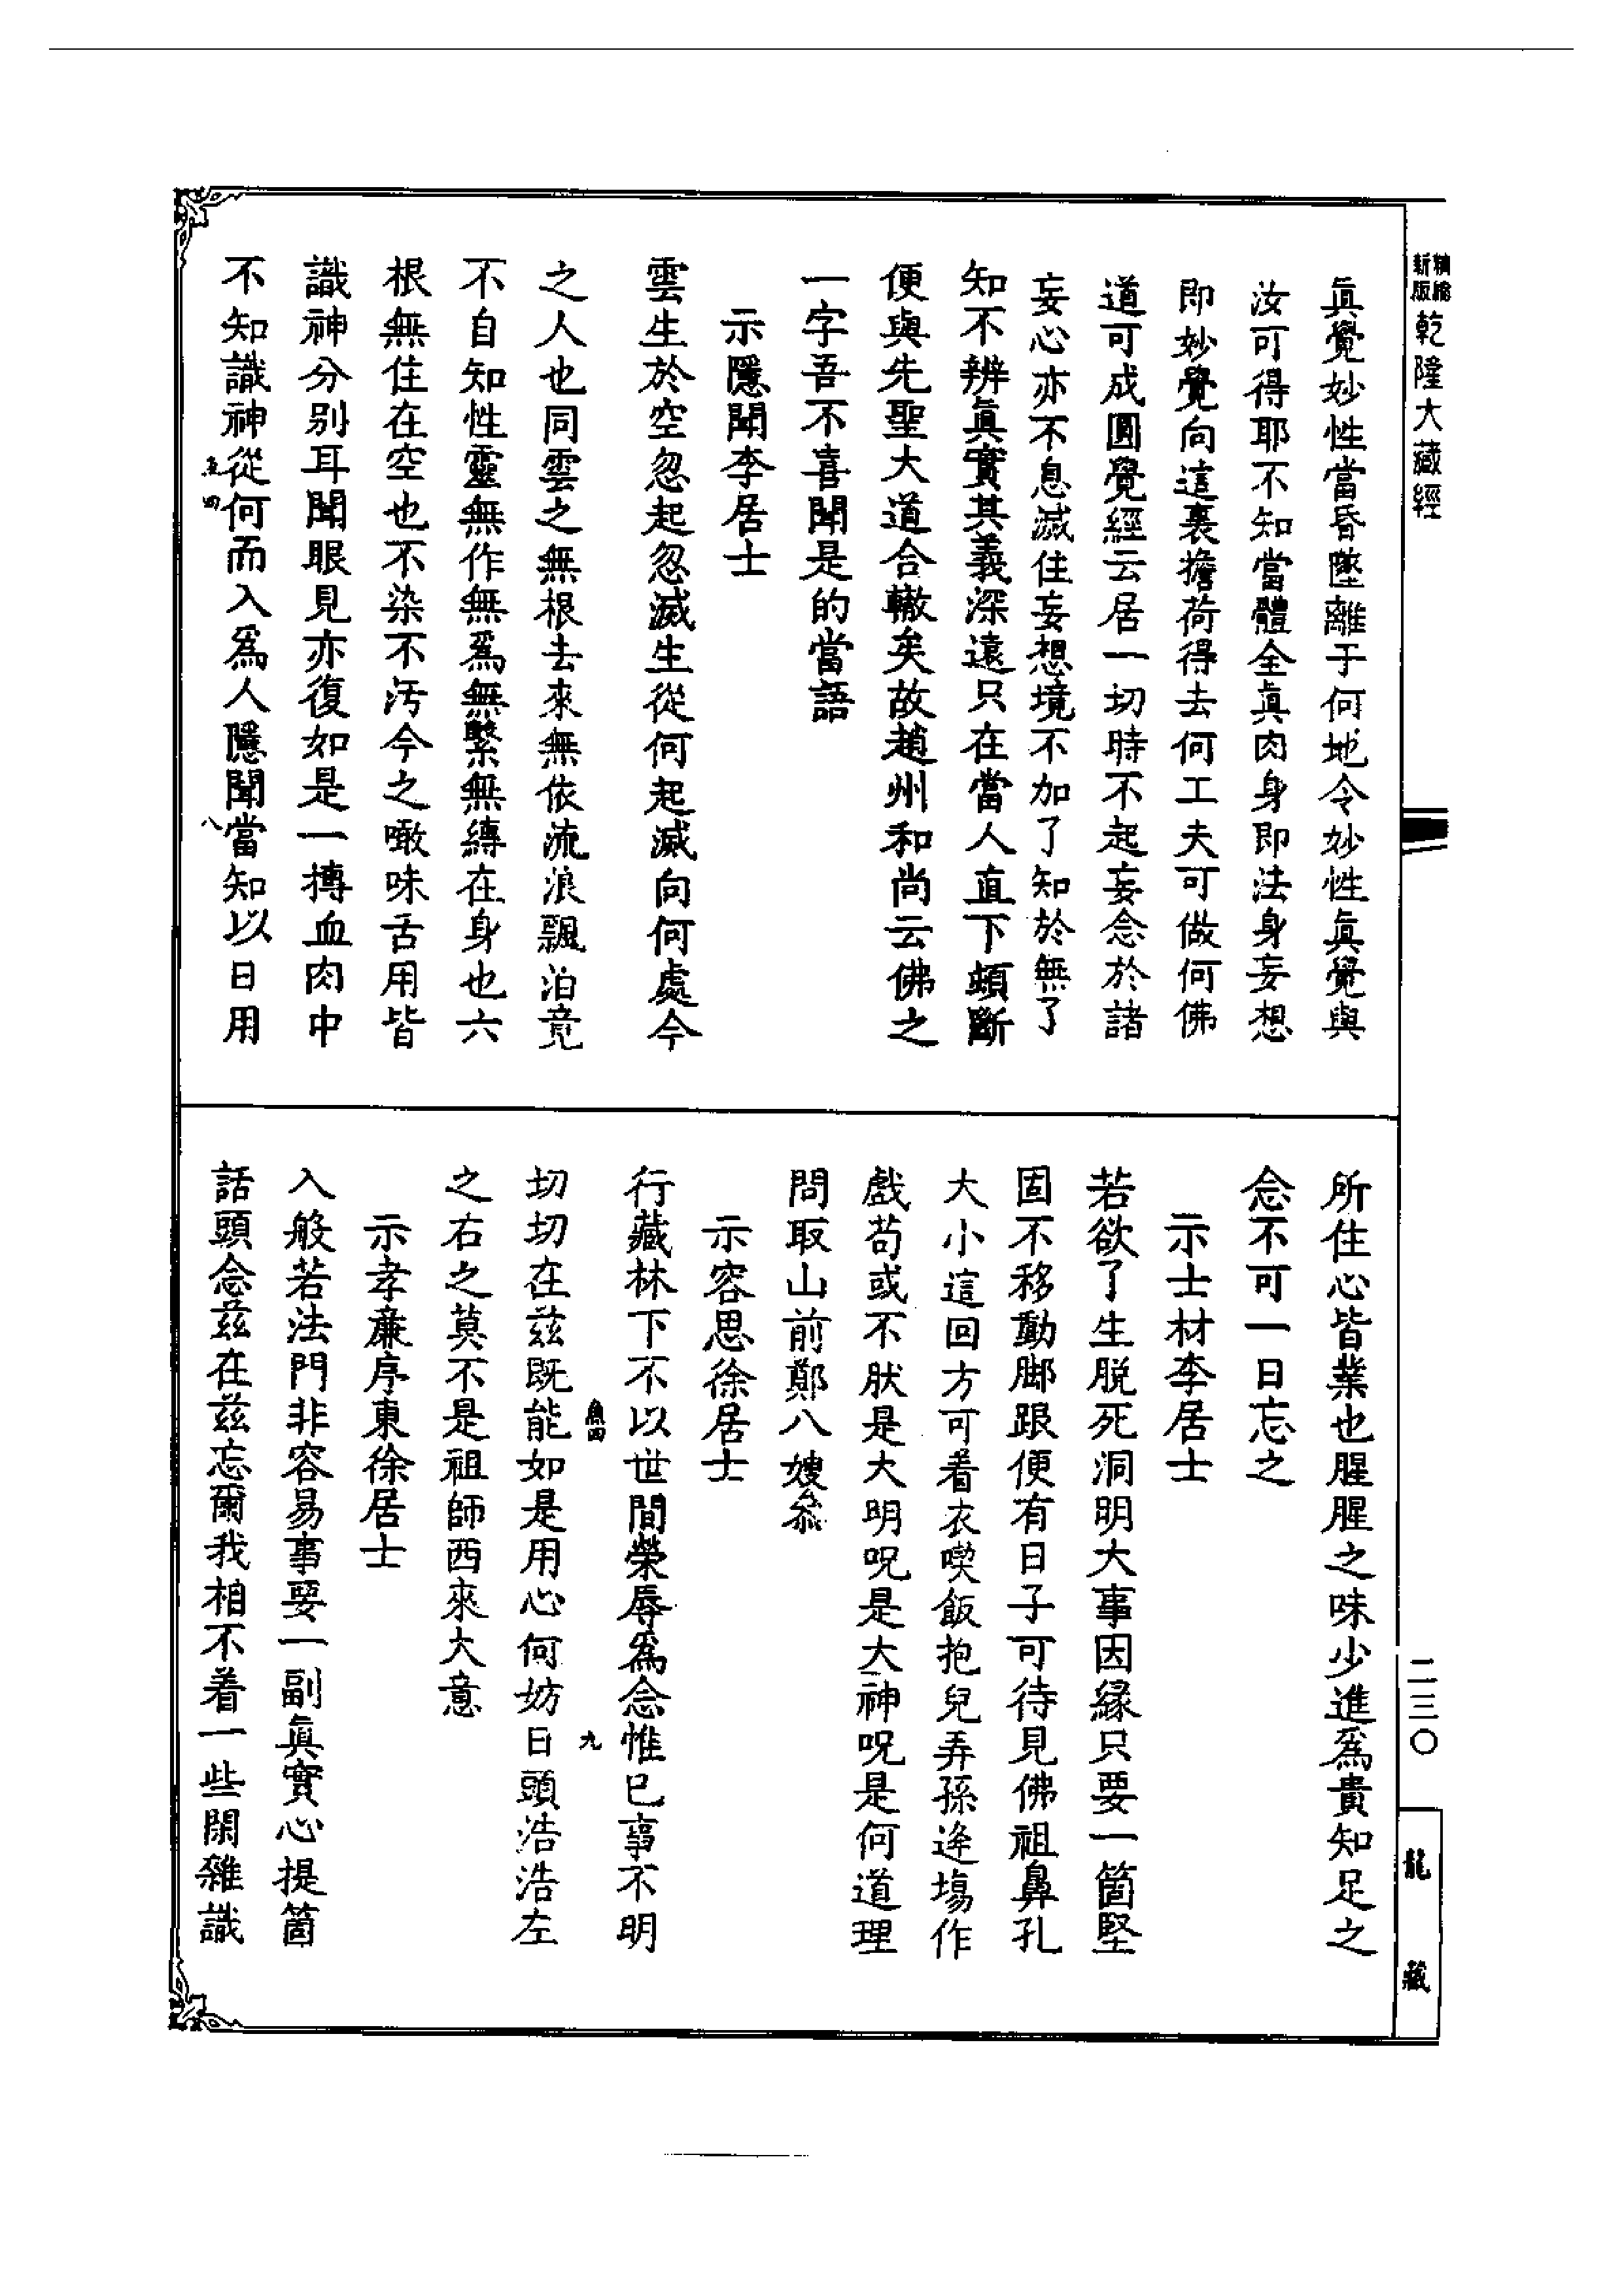 精繪新版乾隆大藏經
眞覺妙性當昏墜離于何地令妙性眞覺與
汝可得耶不知當體全眞肉身即法身妄想
即妙覺向這裏擔荷得去何工夫可做何佛
道可成圓覺經云居一切時不起妄念於諸
妄心亦不息滅住妄想境不加了知於無了
知不辨眞實其義深遠只在當人直下頓斷
便與先聖大道合轍矣故趙州和尚云佛之
一字吾不喜聞是的當語
示隱聞李居士
雲生於空忽起忽滅生從何起滅向何處今
之人也同雲之無根去來無依流浪飄泊竟
不自知性靈無作無爲無繫無縛在身也六
根無住在空也不染不汚今之噉味舌用皆
識神分別耳聞眼見亦復如是一摶血肉中
不知識神從何而入爲人隱聞當知以日用
魚四
八
所住心皆業也腥腥之味少進爲貴知足之
念不可一日忘之
示士材李居士
若欲了生脫死洞明大事因緣只要一箇堅
固不移動腳跟便有日子可待見佛祖鼻孔
大小這回方可着衣喫飯抱兒弄孫逢塲作
戲苟或不肰是大明呪是大神呪是何道理
問取山前鄭八嫂叅
示容思徐居士
行藏林下不以世間榮辱爲念惟巳事不明
魚四
九
切切在兹既能如是用心何妨日頭浩浩左
之右之莫不是祖師西來大意
示孝廉序東徐居士
入般若法門非容易事要一副眞實心提箇
話頭念兹在兹忘爾我相不着一些閑雜識
二三〇
龍藏